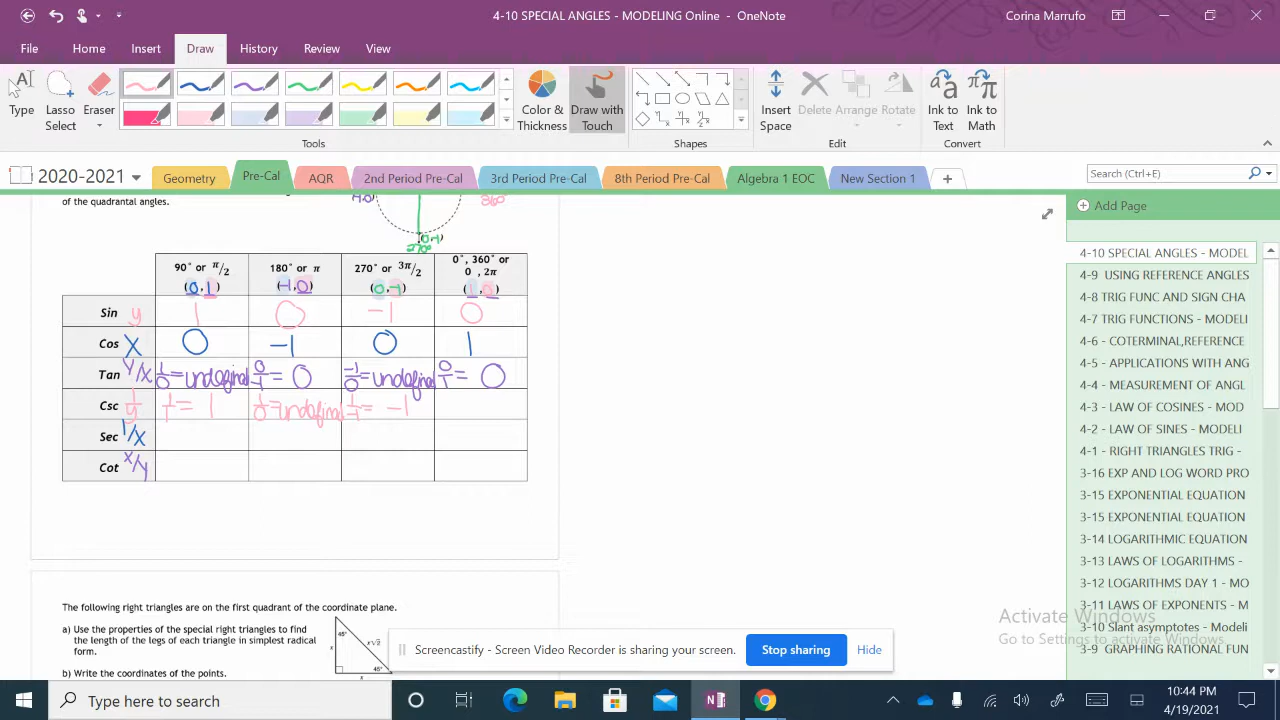 4-10 SPECIAL ANGLES - MODELING Online - OneNote
Corina Marrufo
File Home Insert Draw History Review View
Type
Lasso Select
Eraser
Color & Thickness
Draw with Touch
Insert Space
Delete Arrange Rotate
Ink to Text
Ink to Math
Tools
Shapes
Edit
Convert
2020-2021
Geometry Pre-Cal AQR 2nd Period Pre-Cal 3rd Period Pre-Cal 8th Period Pre-Cal Algebra 1 EOC New Section 1
Search (Ctrl+E)
Add Page
of the quadrantal angles.
360°
270°
90° or π/2 180° or π 270° or 3π/2 0°, 360° or 0, 2π
(0,1) (-1,0) (0,-1) (1,0)
Sin y 1 0 -1 0
Cos X 0 -1 0 1
Tan Y/X 1/0 = undefined 0/-1 = 0 -1/0 = undefined 0/1 = 0
Csc 1/y 1/1 = 1 1/0 = undefined 1/-1 = -1
Sec 1/X
Cot X/y
The following right triangles are on the first quadrant of the coordinate plane.
a) Use the properties of the special right triangles to find
the length of the legs of each triangle in simplest radical
form.
b) Write the coordinates of the points.
45°
x√2
x
45°
x
4-10 SPECIAL ANGLES - MODEL
4-9 USING REFERENCE ANGLES
4-8 TRIG FUNC AND SIGN CHA
4-7 TRIG FUNCTIONS - MODELI
4-6 - COTERMINAL,REFERENCE
4-5 - APPLICATIONS WITH ANG
4-4 - MEASUREMENT OF ANGL
4-3 - LAW OF COSINES - MOD
4-2 - LAW OF SINES - MODELI
4-1 - RIGHT TRIANGLES TRIG -
3-16 EXP AND LOG WORD PRO
3-15 EXPONENTIAL EQUATION
3-15 EXPONENTIAL EQUATION
3-14 LOGARITHMIC EQUATION
3-13 LAWS OF LOGARITHMS -
3-12 LOGARITHMS DAY 1 - MO
3-11 LAWS OF EXPONENTS - M
3-10 Slant asymptotes - Modeli
3-9 GRAPHING RATIONAL FUN
Activate Windows
Go to Settings to activate Windows.
Screencastify - Screen Video Recorder is sharing your screen.
Stop sharing
Hide
Type here to search
10:44 PM
4/19/2021